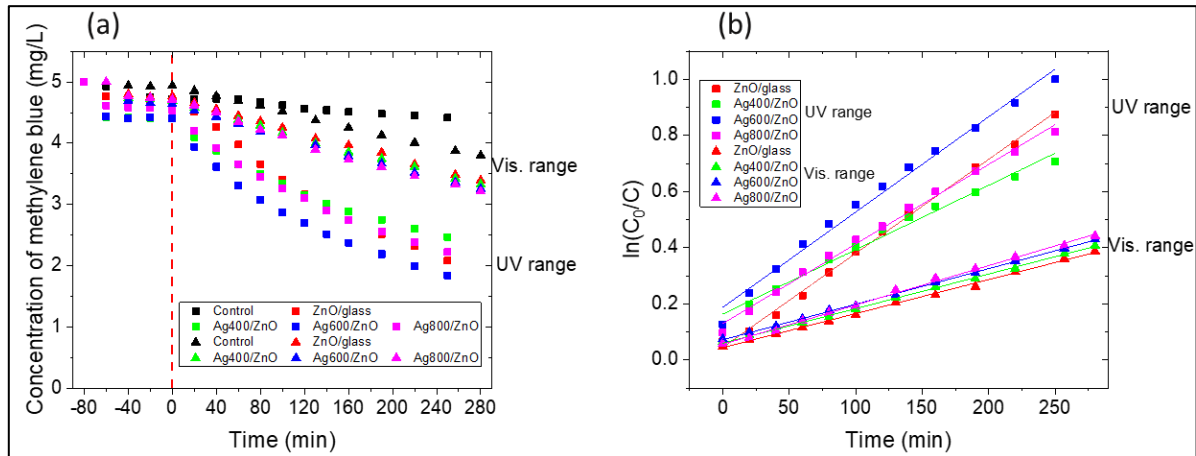 (a)
Concentration of methylene blue (mg/L)
5
4
3
2
1
0
-80 -40 0 40 80 120 160 200 240 280
Time (min)
Vis. range
UV range
Control ZnO/glass
Ag400/ZnO Ag600/ZnO Ag800/ZnO
Control ZnO/glass
Ag400/ZnO Ag600/ZnO Ag800/ZnO
(b)
ln(C0/C)
1.0
0.8
0.6
0.4
0.2
0.0
0 50 100 150 190 250
Time (min)
ZnO/glass
Ag400/ZnO
Ag600/ZnO
Ag800/ZnO
ZnO/glass
Ag400/ZnO
Ag600/ZnO
Ag800/ZnO
UV range
Vis. range
UV range
Vis. range